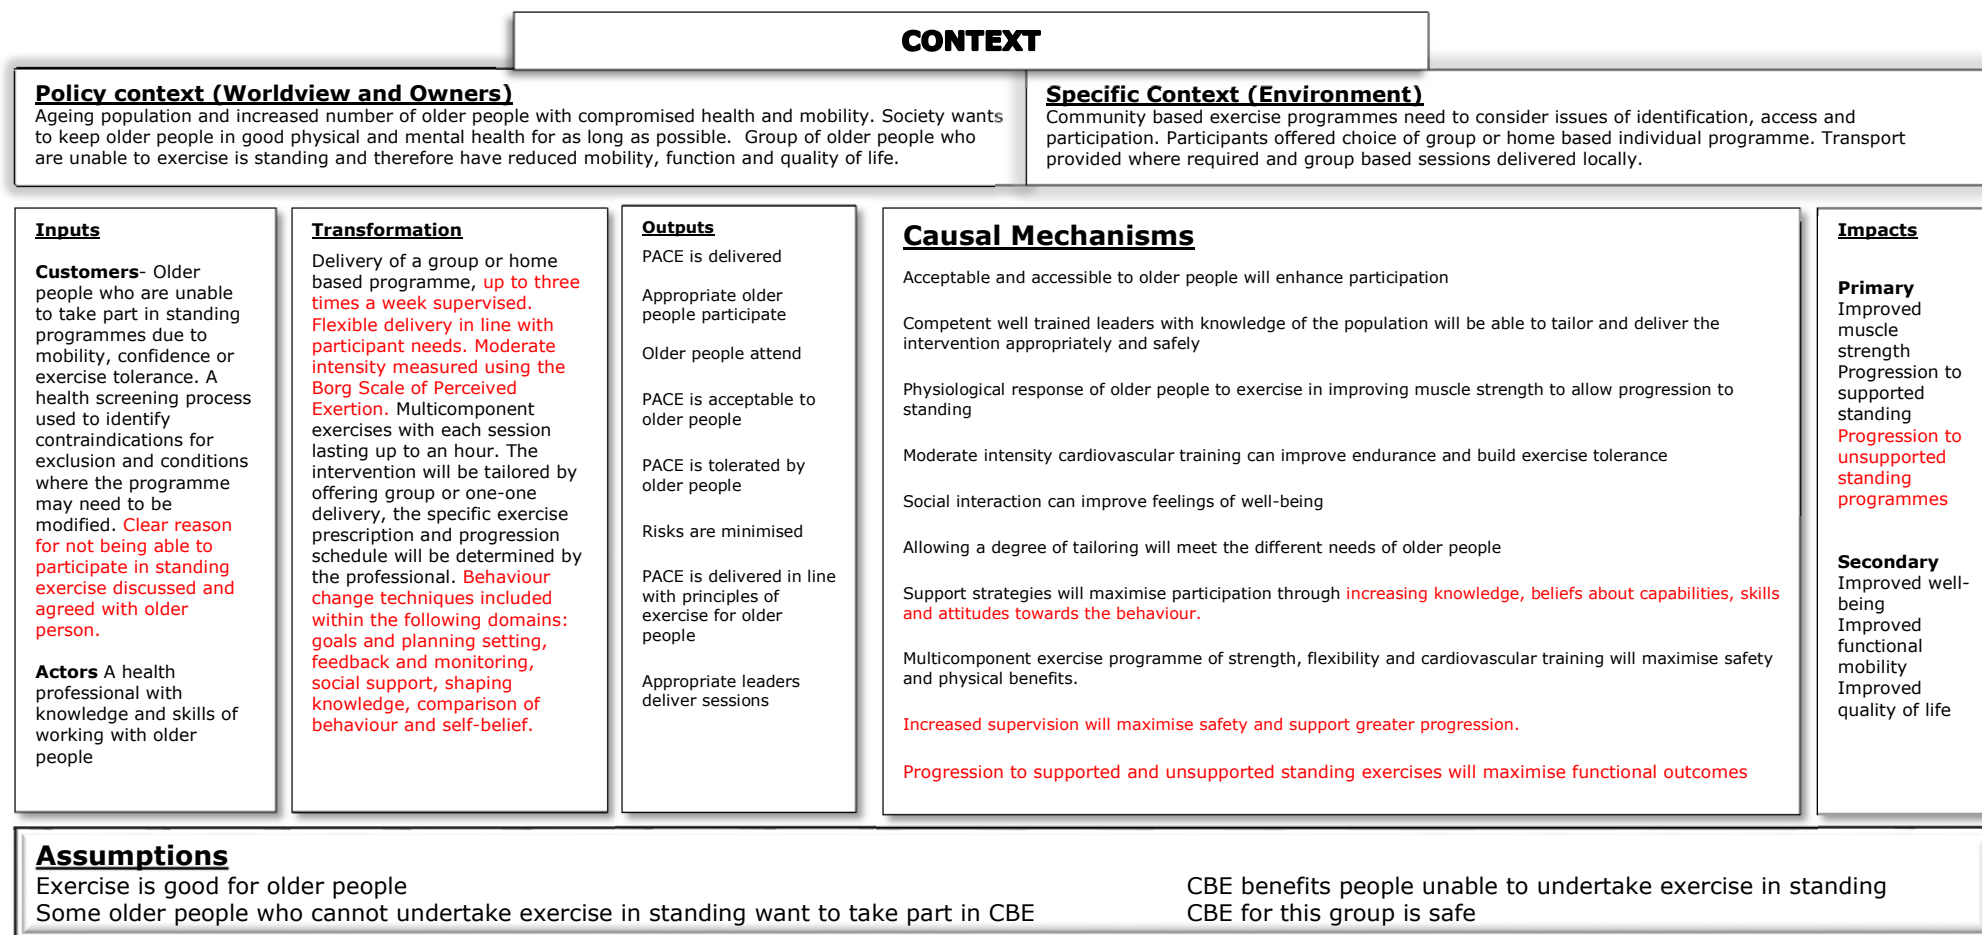 CONTEXT
Policy context (Worldview and Owners)
Ageing population and increased number of older people with compromised health and mobility. Society wants
to keep older people in good physical and mental health for as long as possible.  Group of older people who
are unable to exercise is standing and therefore have reduced mobility, function and quality of life.
Specific Context (Environment)
Community based exercise programmes need to consider issues of identification, access and
participation. Participants offered choice of group or home based individual programme. Transport
provided where required and group based sessions delivered locally.
Inputs
Customers- Older
people who are unable
to take part in standing
programmes due to
mobility, confidence or
exercise tolerance. A
health screening process
used to identify
contraindications for
exclusion and conditions
where the programme
may need to be
modified. Clear reason
for not being able to
participate in standing
exercise discussed and
agreed with older
person.
Actors A health
professional with
knowledge and skills of
working with older
people
Transformation
Delivery of a group or home
based programme, up to three
times a week supervised.
Flexible delivery in line with
participant needs. Moderate
intensity measured using the
Borg Scale of Perceived
Exertion. Multicomponent
exercises with each session
lasting up to an hour. The
intervention will be tailored by
offering group or one-one
delivery, the specific exercise
prescription and progression
schedule will be determined by
the professional. Behaviour
change techniques included
within the following domains:
goals and planning setting,
feedback and monitoring,
social support, shaping
knowledge, comparison of
behaviour and self-belief.
Outputs
PACE is delivered
Appropriate older
people participate
Older people attend
PACE is acceptable to
older people
PACE is tolerated by
older people
Risks are minimised
PACE is delivered in line
with principles of
exercise for older
people
Appropriate leaders
deliver sessions
Causal Mechanisms
Acceptable and accessible to older people will enhance participation
Competent well trained leaders with knowledge of the population will be able to tailor and deliver the
intervention appropriately and safely
Physiological response of older people to exercise in improving muscle strength to allow progression to
standing
Moderate intensity cardiovascular training can improve endurance and build exercise tolerance
Social interaction can improve feelings of well-being
Allowing a degree of tailoring will meet the different needs of older people
Support strategies will maximise participation through increasing knowledge, beliefs about capabilities, skills
and attitudes towards the behaviour.
Multicomponent exercise programme of strength, flexibility and cardiovascular training will maximise safety
and physical benefits.
Increased supervision will maximise safety and support greater progression.
Progression to supported and unsupported standing exercises will maximise functional outcomes
Impacts
Primary
Improved
muscle
strength
Progression to
supported
standing
Progression to
unsupported
standing
programmes
Secondary
Improved well-
being
Improved
functional
mobility
Improved
quality of life
Assumptions
Exercise is good for older people
Some older people who cannot undertake exercise in standing want to take part in CBE
CBE benefits people unable to undertake exercise in standing
CBE for this group is safe